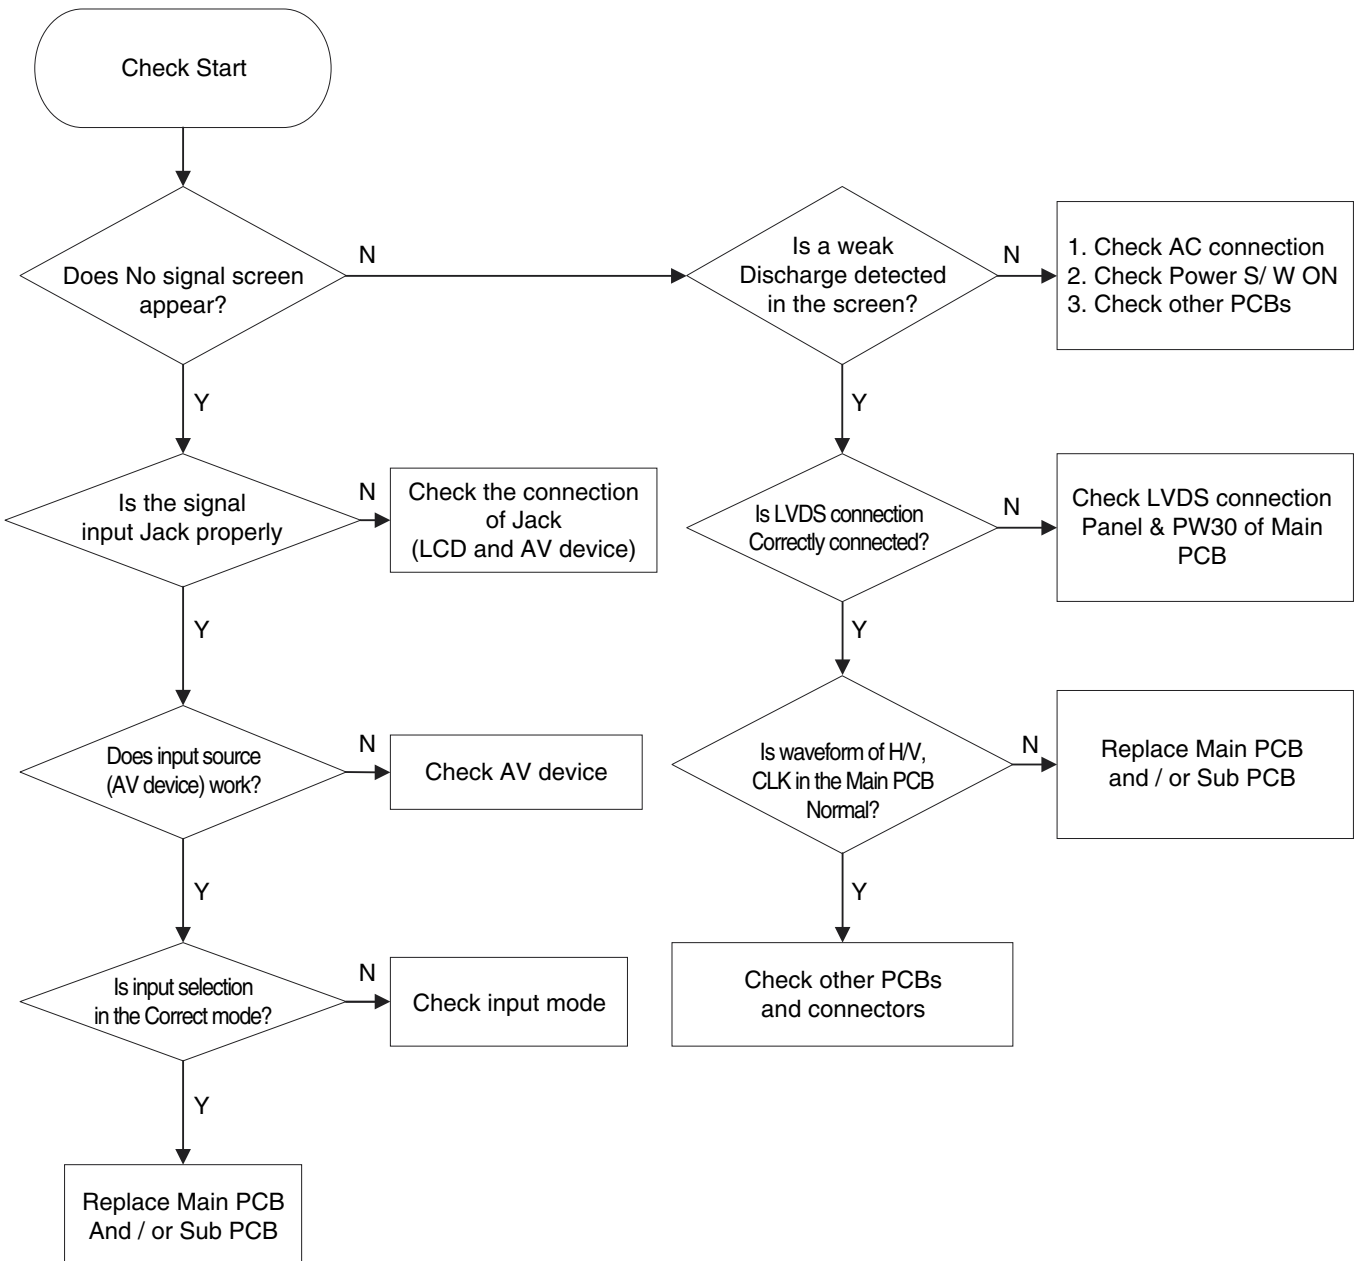 Check Start
Does No signal screen
appear?
N
Y
Is the signal
input Jack properly
N
Check the connection
of Jack
(LCD and AV device)
Y
Does input source
(AV device) work?
N
Check AV device
Y
Is input selection
in the Correct mode?
N
Check input mode
Y
Replace Main PCB
And / or Sub PCB
Is a weak
Discharge detected
in the screen?
N
1. Check AC connection
2. Check Power S/ W ON
3. Check other PCBs
Y
Is LVDS connection
Correctly connected?
N
Check LVDS connection
Panel & PW30 of Main
PCB
Y
Is waveform of H/V,
CLK in the Main PCB
Normal?
N
Replace Main PCB
and / or Sub PCB
Y
Check other PCBs
and connectors